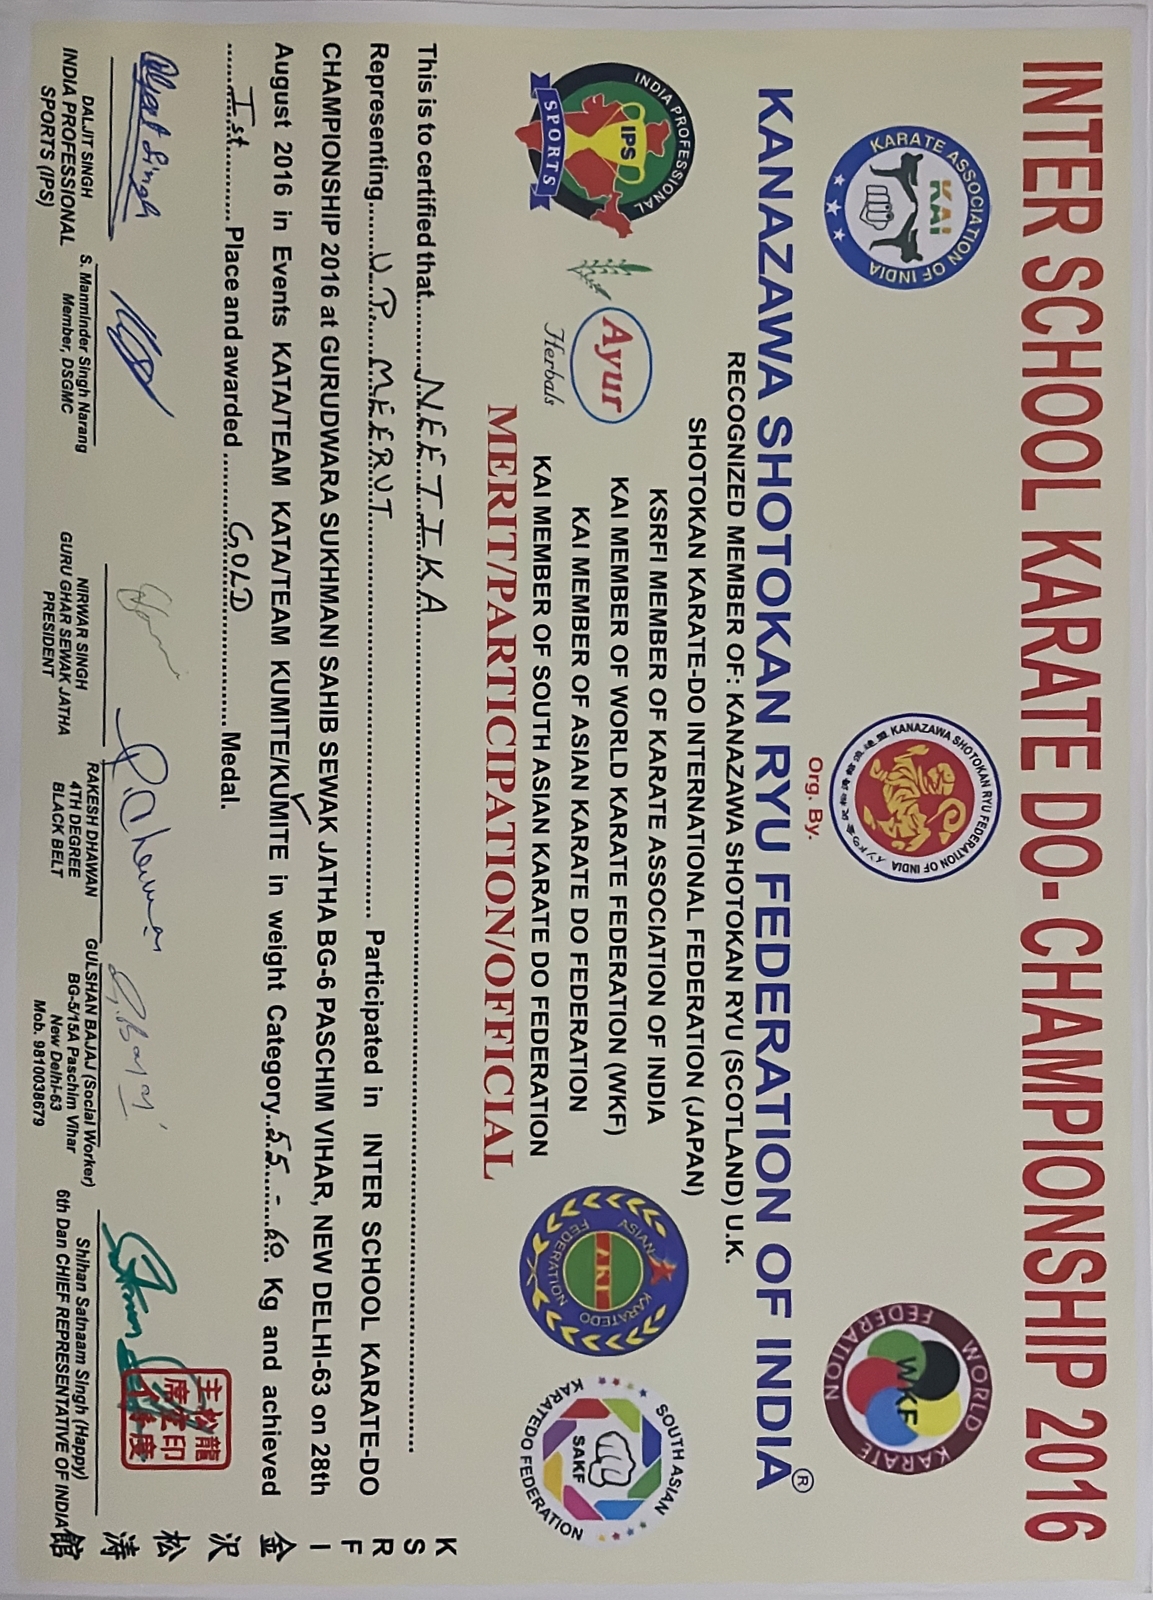 INTER SCHOOL KARATE DO- CHAMPIONSHIP 2016
KARATE ASSOCIATION OF INDIA
KAI
KANAZAWA SHOTOKAN RYU FEDERATION OF INDIA
WORLD KARATE FEDERATION
WKF
Org. By.
KANAZAWA SHOTOKAN RYU FEDERATION OF INDIA®
RECOGNIZED MEMBER OF: KANAZAWA SHOTOKAN RYU (SCOTLAND) U.K.
SHOTOKAN KARATE-DO INTERNATIONAL FEDERATION (JAPAN)
KSRFI MEMBER OF KARATE ASSOCIATION OF INDIA
KAI MEMBER OF WORLD KARATE FEDERATION (WKF)
KAI MEMBER OF ASIAN KARATE DO FEDERATION
KAI MEMBER OF SOUTH ASIAN KARATE DO FEDERATION
INDIA PROFESSIONAL
IPS
SPORTS
Ayur
Herbals
ASIAN KARATEDO FEDERATION
AKF
SOUTH ASIAN
SAKF
KARATEDO FEDERATION
MERIT/PARTICIPATION/OFFICIAL
This is to certified that NEETIKA
Representing U.P. MEERUT Participated in INTER SCHOOL KARATE-DO
CHAMPIONSHIP 2016 at GURUDWARA SUKHMANI SAHIB SEWAK JATHA BG-6 PASCHIM VIHAR, NEW DELHI-63 on 28th
August 2016 in Events KATA/TEAM KATA/TEAM KUMITE/KUMITE in weight Category 55 - 60 Kg and achieved
Ist Place and awarded GOLD Medal.
KSRFI金沢松涛館
Daljeet Singh
R. Dhawan
G. Bajaj
龍印度
主席
DALJIT SINGH
INDIA PROFESSIONAL
SPORTS (IPS)
S. Manminder Singh Narang
Member, DSGMC
NIRWAR SINGH
GURU GHAR SEWAK JATHA
PRESIDENT
RAKESH DHAWAN
4TH DEGREE
BLACK BELT
GULSHAN BAJAJ (Social Worker)
BG-5/15A Paschim Vihar
New Delhi-63
Mob. 9810038679
Shihan Satnaam Singh (Happy)
6th Dan CHIEF REPRESENTATIVE OF INDIA